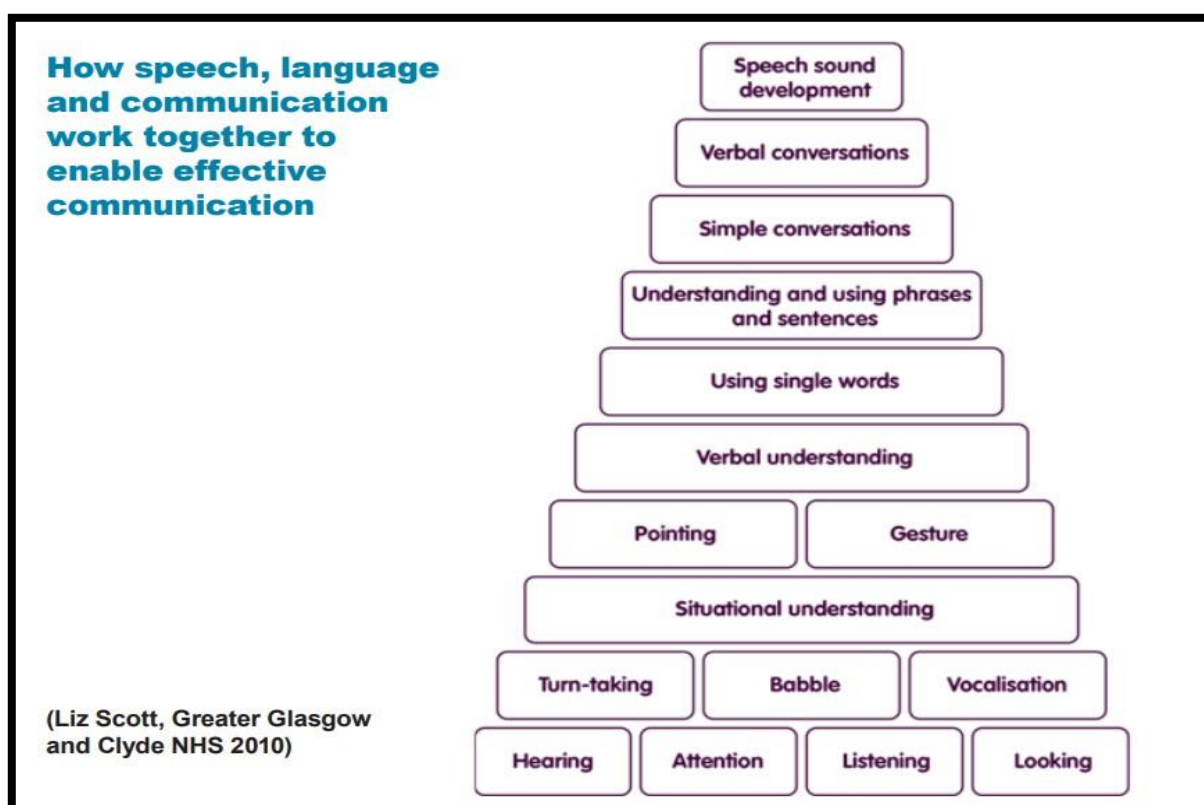 How speech, language
and communication
work together to
enable effective
communication
Speech sound
development
Verbal conversations
Simple conversations
Understanding and using phrases
and sentences
Using single words
Verbal understanding
Pointing
Gesture
Situational understanding
Turn-taking
Babble
Vocalisation
Hearing
Attention
Listening
Looking
(Liz Scott, Greater Glasgow
and Clyde NHS 2010)